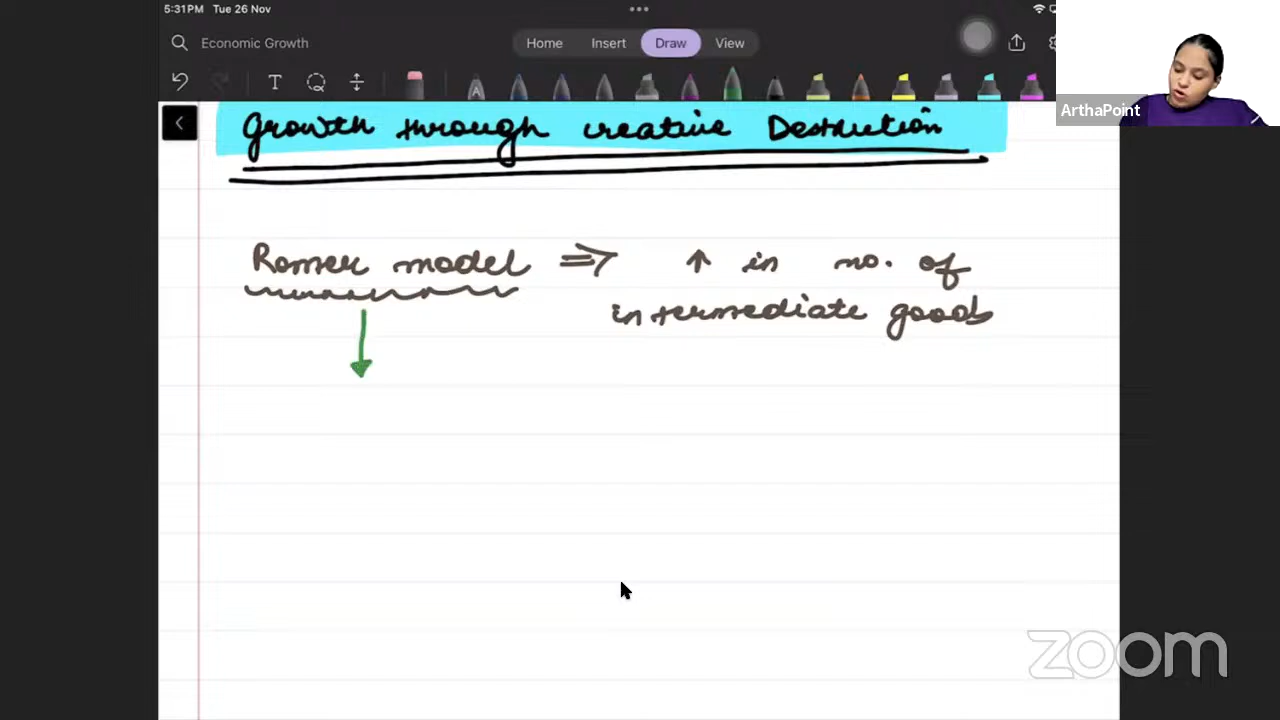 5:31PM Tue 26 Nov
Economic Growth
Home Insert Draw View
T
A
ArthaPoint
Growth through creative Destrution
Romer model ⇒ ↑ in no. of
intermediate goods
zoom